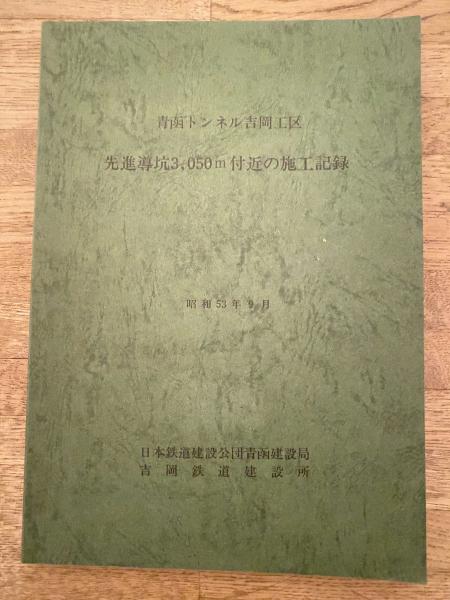 青函トンネル吉岡工区
先進導坑3,050m付近の施工記録
昭和53年9月
日本鉄道建設公団青函建設局
吉岡鉄道建設所